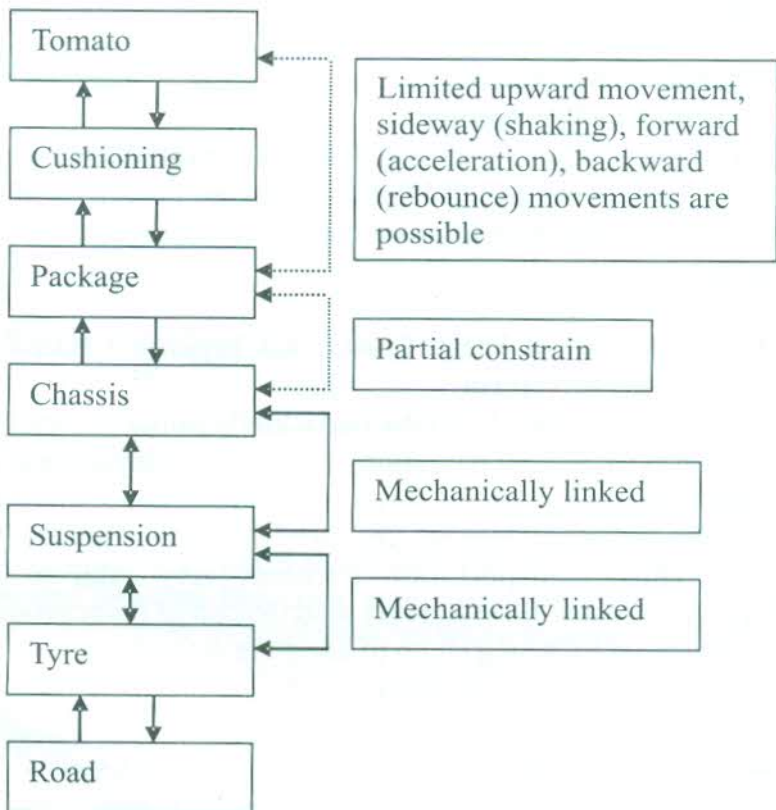 Tomato
Limited upward movement,
sideway (shaking), forward
(acceleration), backward
(rebounce) movements are
possible
Cushioning
Package
Partial constrain
Chassis
Mechanically linked
Suspension
Mechanically linked
Tyre
Road